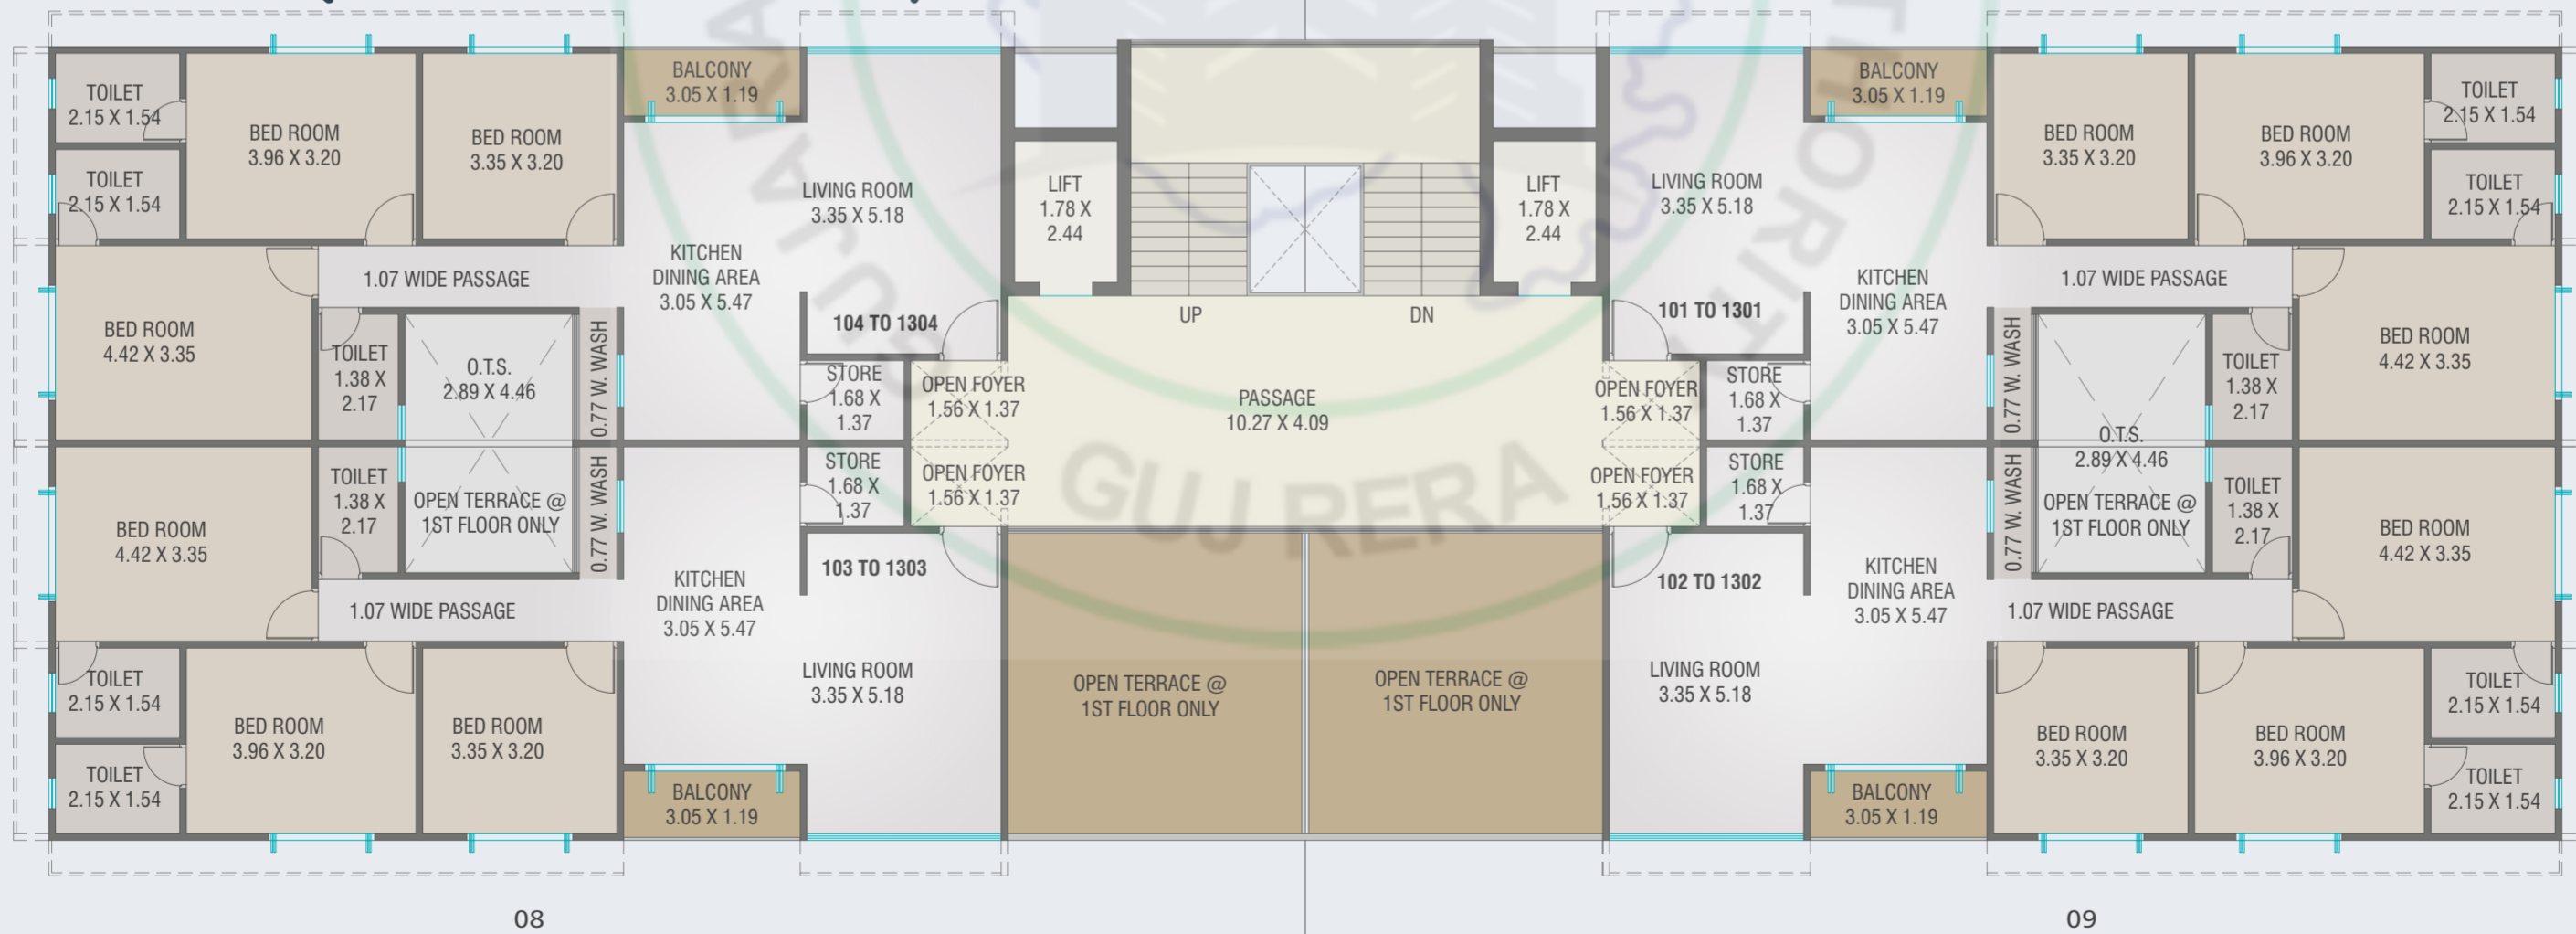 TOILET
2.15 X 1.54
BED ROOM
3.96 X 3.20
BED ROOM
3.35 X 3.20
BALCONY
3.05 X 1.19
TOILET
2.15 X 1.54
LIVING ROOM
3.35 X 5.18
KITCHEN
DINING AREA
3.05 X 5.47
1.07 WIDE PASSAGE
104 TO 1304
BED ROOM
4.42 X 3.35
TOILET
1.38 X
2.17
O.T.S.
2.89 X 4.46
0.77 W. WASH
STORE
1.68 X
1.37
OPEN FOYER
1.56 X 1.37
BED ROOM
4.42 X 3.35
TOILET
1.38 X
2.17
OPEN TERRACE @
1ST FLOOR ONLY
0.77 W. WASH
STORE
1.68 X
1.37
OPEN FOYER
1.56 X 1.37
103 TO 1303
KITCHEN
DINING AREA
3.05 X 5.47
1.07 WIDE PASSAGE
LIVING ROOM
3.35 X 5.18
TOILET
2.15 X 1.54
BED ROOM
3.96 X 3.20
BED ROOM
3.35 X 3.20
TOILET
2.15 X 1.54
BALCONY
3.05 X 1.19
LIFT
1.78 X
2.44
LIFT
1.78 X
2.44
UP
DN
PASSAGE
10.27 X 4.09
GUJ RERA
OPEN TERRACE @
1ST FLOOR ONLY
OPEN TERRACE @
1ST FLOOR ONLY
BALCONY
3.05 X 1.19
BED ROOM
3.35 X 3.20
BED ROOM
3.96 X 3.20
TOILET
2.15 X 1.54
TOILET
2.15 X 1.54
LIVING ROOM
3.35 X 5.18
KITCHEN
DINING AREA
3.05 X 5.47
1.07 WIDE PASSAGE
101 TO 1301
OPEN FOYER
1.56 X 1.37
STORE
1.68 X
1.37
0.77 W. WASH
TOILET
1.38 X
2.17
BED ROOM
4.42 X 3.35
O.T.S.
2.89 X 4.46
OPEN TERRACE @
1ST FLOOR ONLY
OPEN FOYER
1.56 X 1.37
STORE
1.68 X
1.37
0.77 W. WASH
TOILET
1.38 X
2.17
BED ROOM
4.42 X 3.35
102 TO 1302
KITCHEN
DINING AREA
3.05 X 5.47
1.07 WIDE PASSAGE
LIVING ROOM
3.35 X 5.18
BED ROOM
3.35 X 3.20
BED ROOM
3.96 X 3.20
TOILET
2.15 X 1.54
TOILET
2.15 X 1.54
BALCONY
3.05 X 1.19
08
09